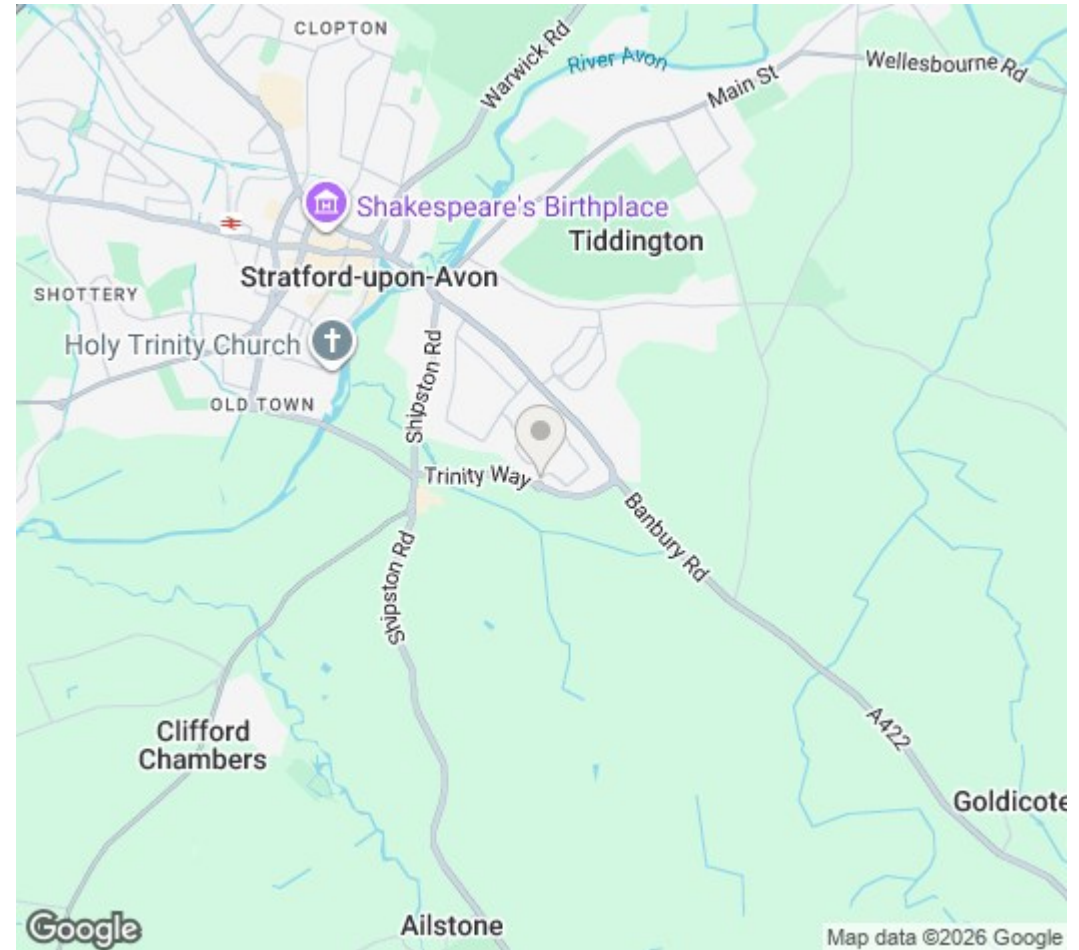 CLOPTON
Warwick Rd
River Avon
Main St
Wellesbourne Rd
Shakespeare's Birthplace
Tiddington
Stratford-upon-Avon
SHOTTERY
Holy Trinity Church
Shipston Rd
OLD TOWN
Trinity Way
Banbury Rd
Shipston Rd
Clifford
Chambers
A422
Goldicote
Ailstone
Google
Map data ©2026 Google